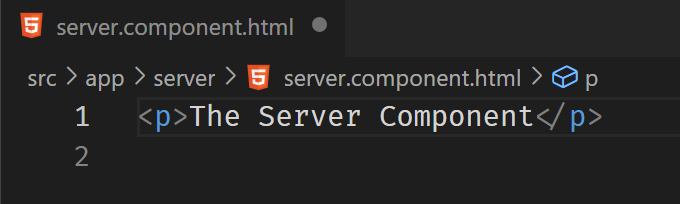 server.component.html
src > app > server > server.component.html > p
1 <p>The Server Component</p>
2